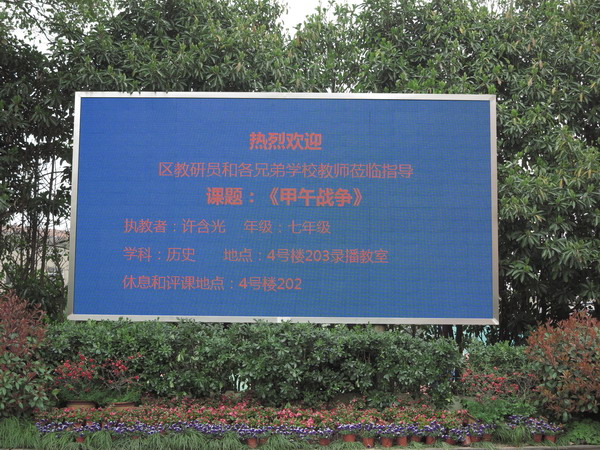 热烈欢迎
区教研员和各兄弟学校教师莅临指导
课题：《甲午战争》
执教者：许含光 年级：七年级
学科：历史 地点：4号楼203录播教室
休息和评课地点：4号楼202